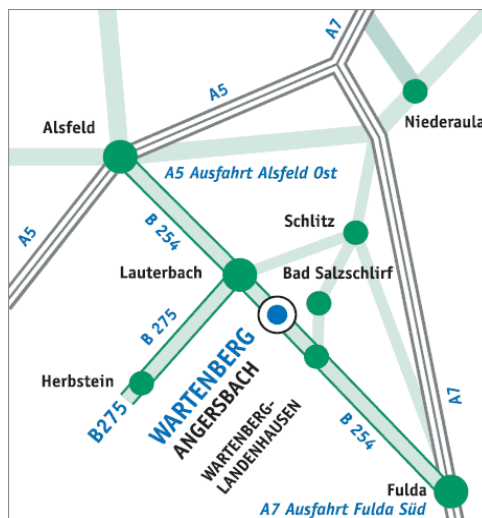 A7
A5
Niederaula
Alsfeld
A5 Ausfahrt Alsfeld Ost
Schlitz
B 254
A5
Lauterbach
Bad Salzschlirf
B 275
Herbstein
B275
WARTENBERG
ANGERSBACH
WARTENBERG-
LANDENHAUSEN
A7
B 254
Fulda
A7 Ausfahrt Fulda Süd